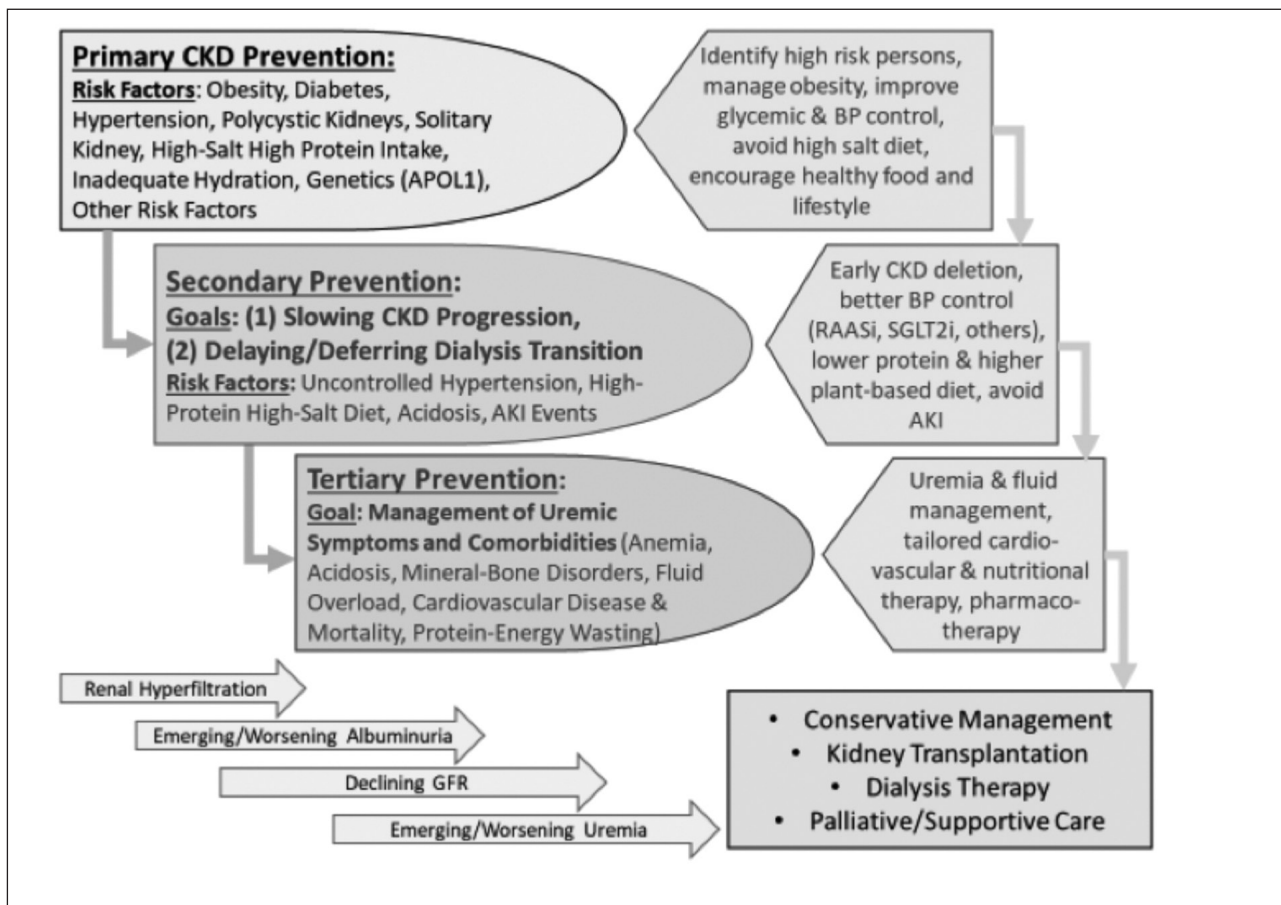 Primary CKD Prevention:
Risk Factors: Obesity, Diabetes,
Hypertension, Polycystic Kidneys, Solitary
Kidney, High-Salt High Protein Intake,
Inadequate Hydration, Genetics (APOL1),
Other Risk Factors
Identify high risk persons,
manage obesity, improve
glycemic & BP control,
avoid high salt diet,
encourage healthy food and
lifestyle
Secondary Prevention:
Goals: (1) Slowing CKD Progression,
(2) Delaying/Deferring Dialysis Transition
Risk Factors: Uncontrolled Hypertension, High-
Protein High-Salt Diet, Acidosis, AKI Events
Early CKD deletion,
better BP control
(RAASi, SGLT2i, others),
lower protein & higher
plant-based diet, avoid
AKI
Tertiary Prevention:
Goal: Management of Uremic
Symptoms and Comorbidities (Anemia,
Acidosis, Mineral-Bone Disorders, Fluid
Overload, Cardiovascular Disease &
Mortality, Protein-Energy Wasting)
Uremia & fluid
management,
tailored cardio-
vascular & nutritional
therapy, pharmaco-
therapy
Renal Hyperfiltration
Emerging/Worsening Albuminuria
Declining GFR
Emerging/Worsening Uremia
• Conservative Management
• Kidney Transplantation
• Dialysis Therapy
• Palliative/Supportive Care